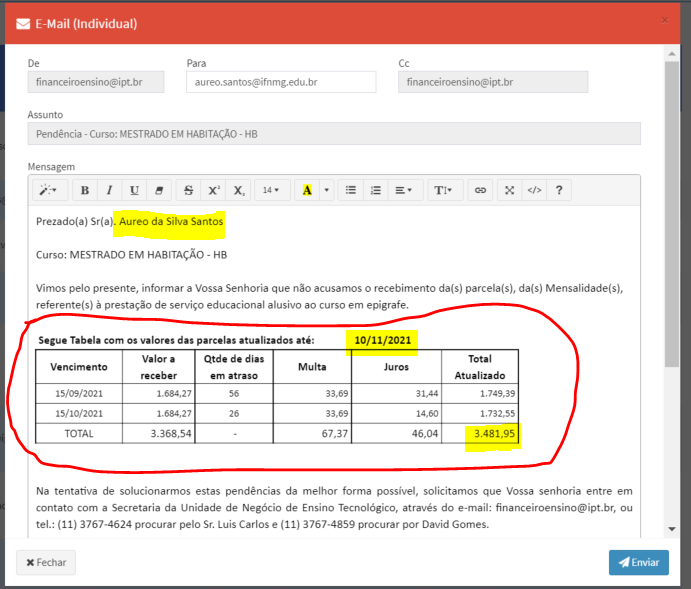 E-Mail (Individual) ×
De Para Cc
financeiroensino@ipt.br aureo.santos@ifnmg.edu.br financeiroensino@ipt.br
Assunto
Pendência - Curso: MESTRADO EM HABITAÇÃO - HB
Mensagem
B I U S X² X, 14 A T </> ?
Prezado(a) Sr(a). Aureo da Silva Santos
Curso: MESTRADO EM HABITAÇÃO - HB
Vimos pelo presente, informar a Vossa Senhoria que não acusamos o recebimento da(s) parcela(s), da(s) Mensalidade(s),
referente(s) à prestação de serviço educacional alusivo ao curso em epigrafe.
Segue Tabela com os valores das parcelas atualizados até: 10/11/2021
Vencimento Valor a receber Qtde de dias em atraso Multa Juros Total Atualizado
15/09/2021 1.684,27 56 33,69 31,44 1.749,39
15/10/2021 1.684,27 26 33,69 14,60 1.732,55
TOTAL 3.368,54 - 67,37 46,04 3.481,95
Na tentativa de solucionarmos estas pendências da melhor forma possível, solicitamos que Vossa senhoria entre em
contato com a Secretaria da Unidade de Negócio de Ensino Tecnológico, através do e-mail: financeiroensino@ipt.br, ou
tel.: (11) 3767-4624 procurar pelo Sr. Luis Carlos e (11) 3767-4859 procurar por David Gomes.
Fechar Enviar